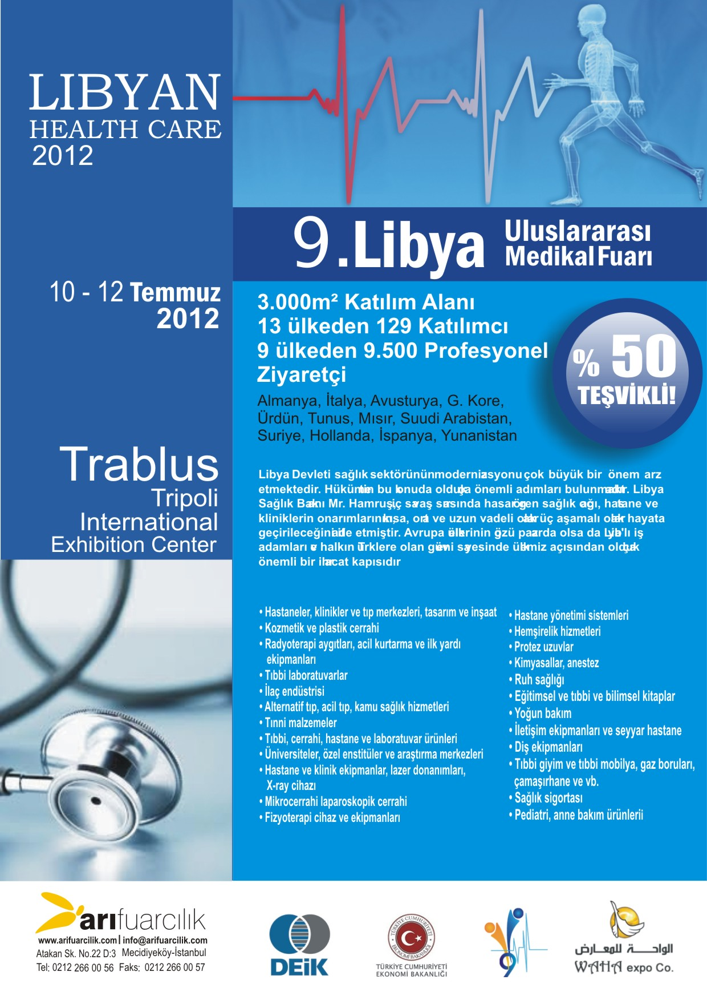 LIBYAN
HEALTH CARE
2012
10 - 12 Temmuz
2012
Trablus
Tripoli
International
Exhibition Center
9.Libya
Uluslararası
Medikal Fuarı
3.000m² Katılım Alanı
13 ülkeden 129 Katılımcı
9 ülkeden 9.500 Profesyonel
Ziyaretçi
% 50
TEŞVİKLİ!
Almanya, İtalya, Avusturya, G. Kore,
Ürdün, Tunus, Mısır, Suudi Arabistan,
Suriye, Hollanda, İspanya, Yunanistan
Libya Devleti sağlık sektörünün modernizasyonu çok büyük bir önem arz
etmektedir. Hükümetin bu konuda oldukça önemli adımları bulunmaktadır. Libya
Sağlık Bakanı Mr. Hamruşi, iç savaş sırasında hasar gören sağlık ocağı, hastane ve
kliniklerin onarımlarının, kısa, orta ve uzun vadeli olarak üç aşamalı olarak hayata
geçirileceğini ifade etmiştir. Avrupa ülkelerinin gözü pazarda olsa da Libya'lı iş
adamları ve halkın Türklere olan güveni sayesinde ülkemiz açısından oldukça
önemli bir ihracat kapısıdır
• Hastaneler, klinikler ve tıp merkezleri, tasarım ve inşaat
• Kozmetik ve plastik cerrahi
• Radyoterapi aygıtları, acil kurtarma ve ilk yardı
ekipmanları
• Tıbbi laboratuvarlar
• İlaç endüstrisi
• Alternatif tıp, acil tıp, kamu sağlık hizmetleri
• Tınni malzemeler
• Tıbbi, cerrahi, hastane ve laboratuvar ürünleri
• Üniversiteler, özel enstitüler ve araştırma merkezleri
• Hastane ve klinik ekipmanlar, lazer donanımları,
X-ray cihazı
• Mikrocerrahi laparoskopik cerrahi
• Fizyoterapi cihaz ve ekipmanları
• Hastane yönetimi sistemleri
• Hemşirelik hizmetleri
• Protez uzuvlar
• Kimyasallar, anestez
• Ruh sağlığı
• Eğitimsel ve tıbbi ve bilimsel kitaplar
• Yoğun bakım
• İletişim ekipmanları ve seyyar hastane
• Diş ekipmanları
• Tıbbi giyim ve tıbbi mobilya, gaz boruları,
çamaşırhane ve vb.
• Sağlık sigortası
• Pediatri, anne bakım ürünlerii
arıfuarcılık
www.arifuarcilik.com | info@arifuarcilik.com
Atakan Sk. No.22 D:3 Mecidiyeköy-İstanbul
Tel: 0212 266 00 56 Faks: 0212 266 00 57
DEiK
TÜRKİYE CUMHURİYETİ
EKONOMİ BAKANLIĞI
TÜRKİYE CUMHURİYETİ
EKONOMİ BAKANLIĞI
9
الواحة للمعارض
WAHA expo Co.